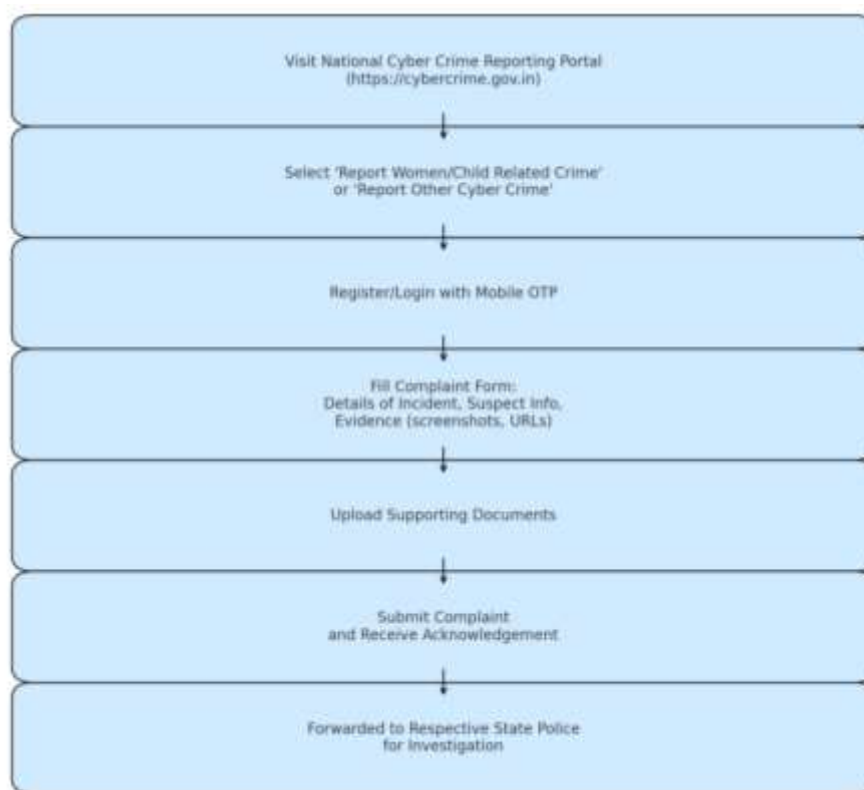 Visit National Cyber Crime Reporting Portal
(https://cybercrime.gov.in)
Select 'Report Women/Child Related Crime'
or 'Report Other Cyber Crime'
Register/Login with Mobile OTP
Fill Complaint Form:
Details of Incident, Suspect Info,
Evidence (screenshots, URLs)
Upload Supporting Documents
Submit Complaint
and Receive Acknowledgement
Forwarded to Respective State Police
for Investigation